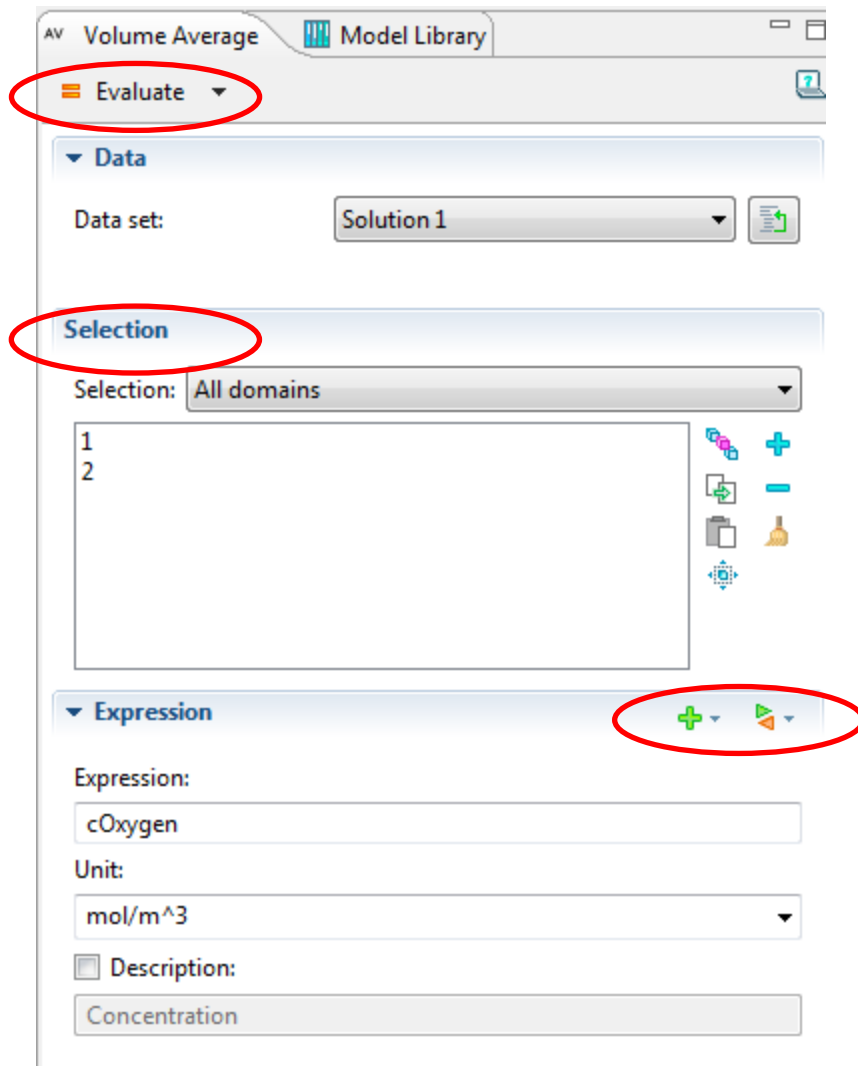 AV Volume Average Model Library
= Evaluate
Data
Data set: Solution 1
Selection
Selection: All domains
1
2
Expression
Expression:
cOxygen
Unit:
mol/m^3
Description:
Concentration